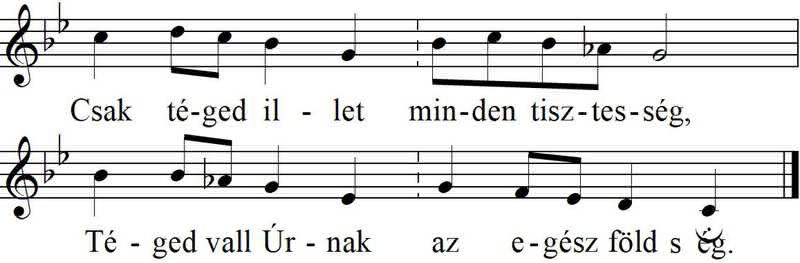 Csak té-ged il - let min-den tisz-tes-ség,
Té - ged vall Úr-nak az e-gész föld s ég.